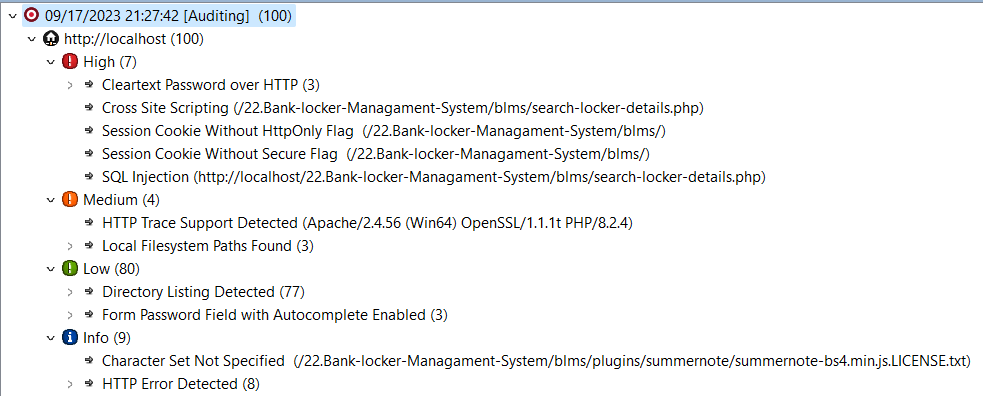 09/17/2023 21:27:42 [Auditing] (100)
http://localhost (100)
High (7)
Cleartext Password over HTTP (3)
Cross Site Scripting (/22.Bank-locker-Managament-System/blms/search-locker-details.php)
Session Cookie Without HttpOnly Flag (/22.Bank-locker-Managament-System/blms/)
Session Cookie Without Secure Flag (/22.Bank-locker-Managament-System/blms/)
SQL Injection (http://localhost/22.Bank-locker-Managament-System/blms/search-locker-details.php)
Medium (4)
HTTP Trace Support Detected (Apache/2.4.56 (Win64) OpenSSL/1.1.1t PHP/8.2.4)
Local Filesystem Paths Found (3)
Low (80)
Directory Listing Detected (77)
Form Password Field with Autocomplete Enabled (3)
Info (9)
Character Set Not Specified (/22.Bank-locker-Managament-System/blms/plugins/summernote/summernote-bs4.min.js.LICENSE.txt)
HTTP Error Detected (8)